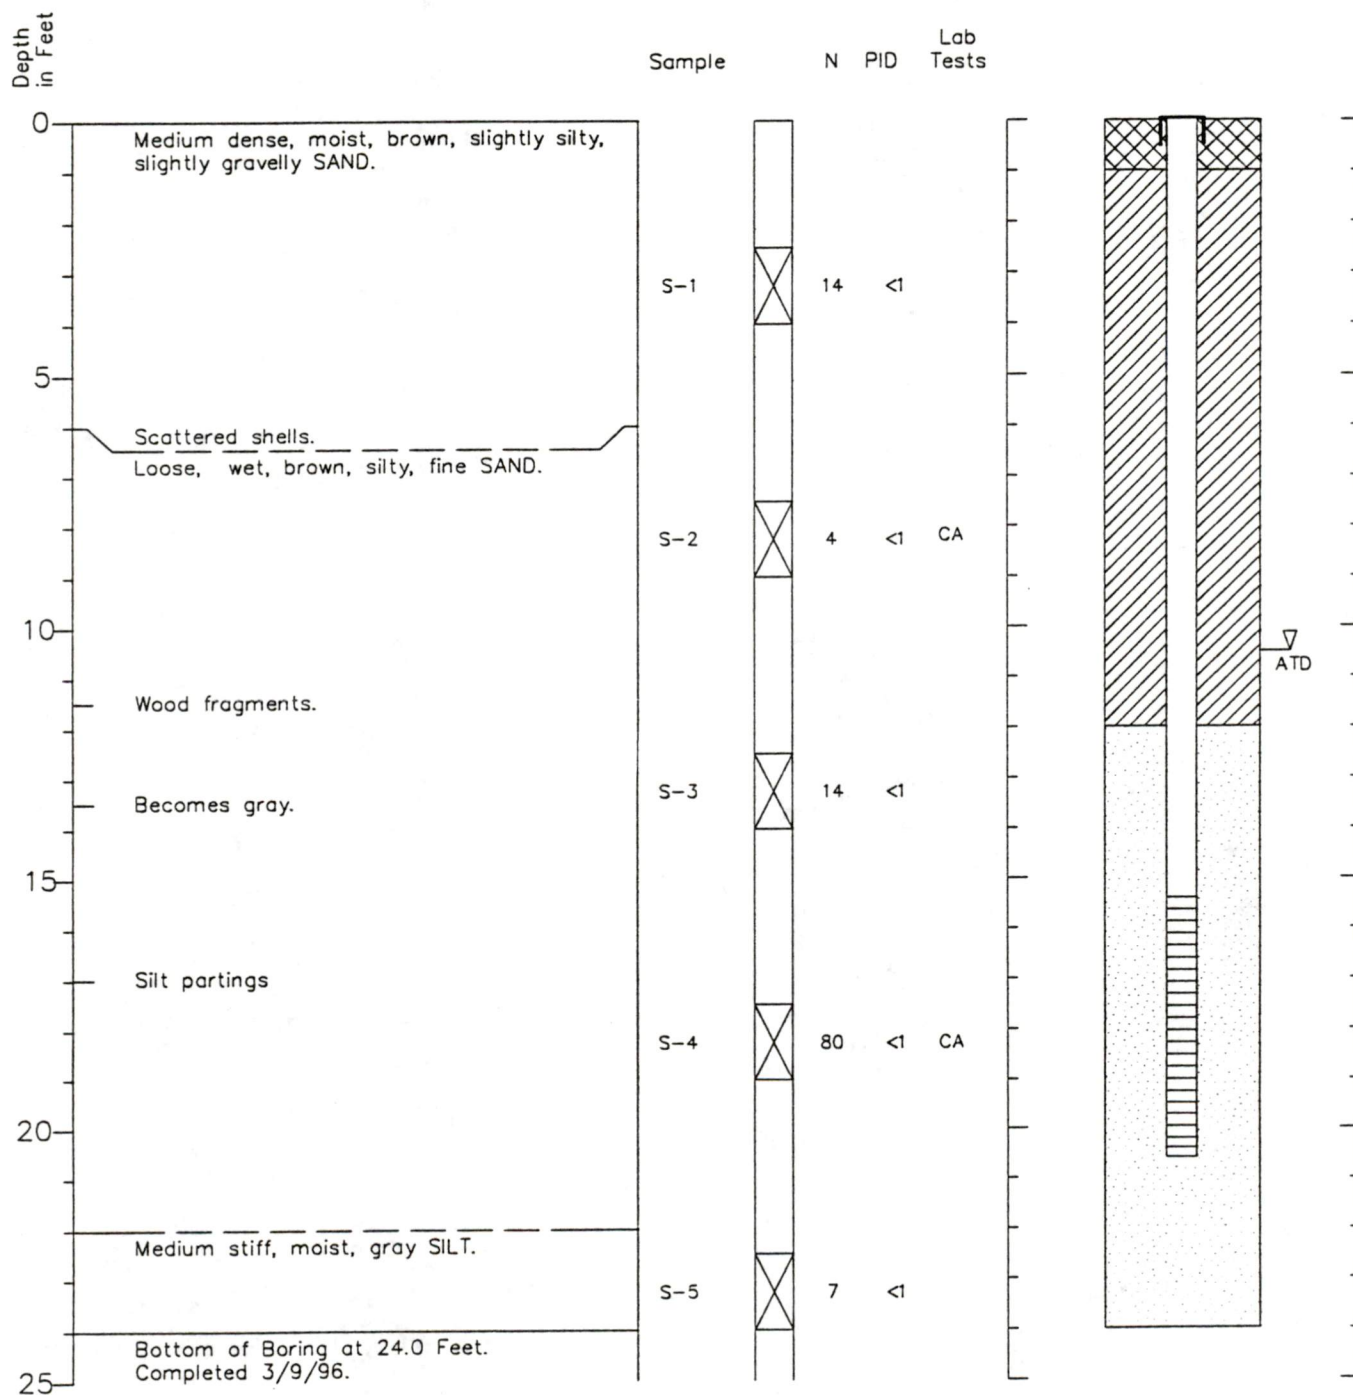 Depth
in Feet
Sample
N PID Lab
Tests
0
Medium dense, moist, brown, slightly silty,
slightly gravelly SAND.
S-1 14 <1
5
Scattered shells.
Loose, wet, brown, silty, fine SAND.
S-2 4 <1 CA
10
ATD
Wood fragments.
S-3 14 <1
Becomes gray.
15
Silt partings
S-4 80 <1 CA
20
Medium stiff, moist, gray SILT.
S-5 7 <1
Bottom of Boring at 24.0 Feet.
Completed 3/9/96.
25